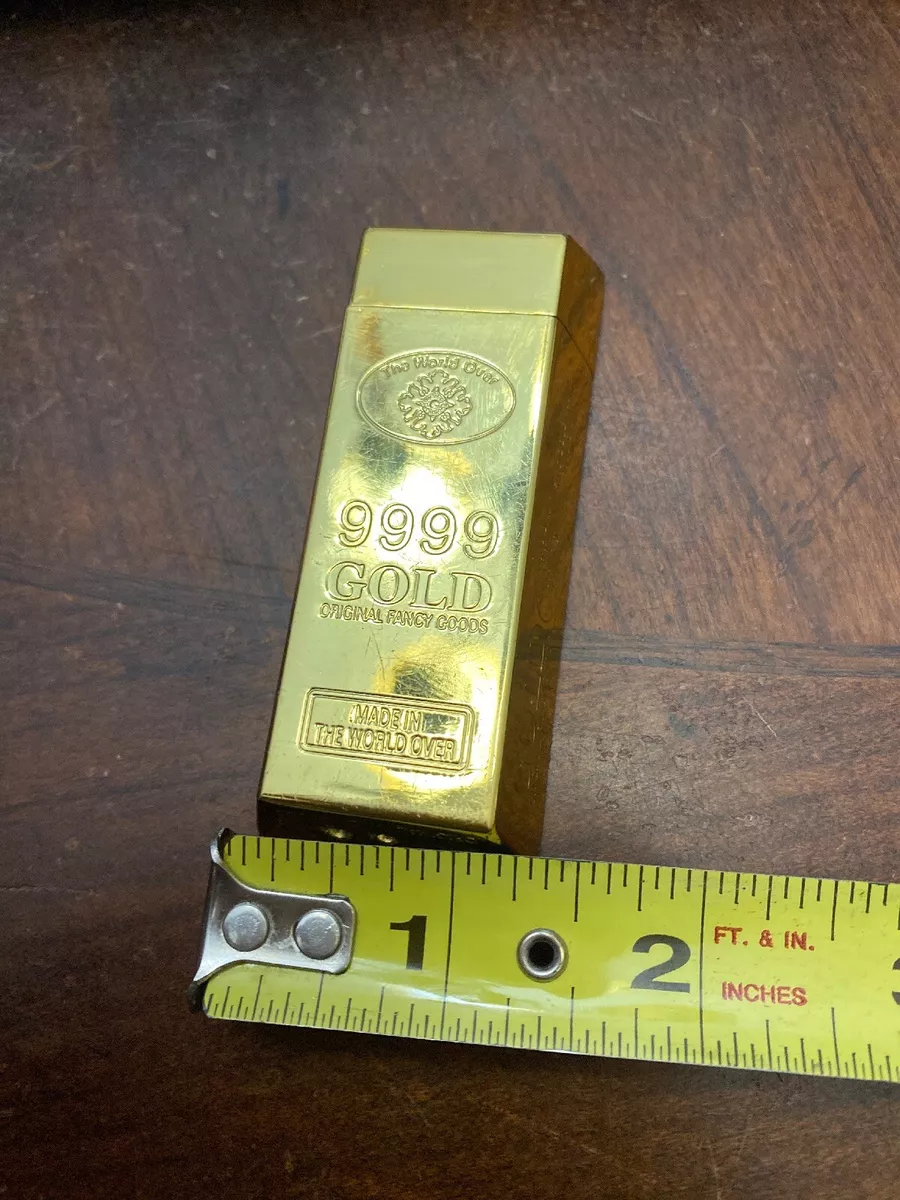 The World Over
9999
GOLD
ORIGINAL FANCY GOODS
MADE IN
THE WORLD OVER
1
2
FT. & IN.
INCHES